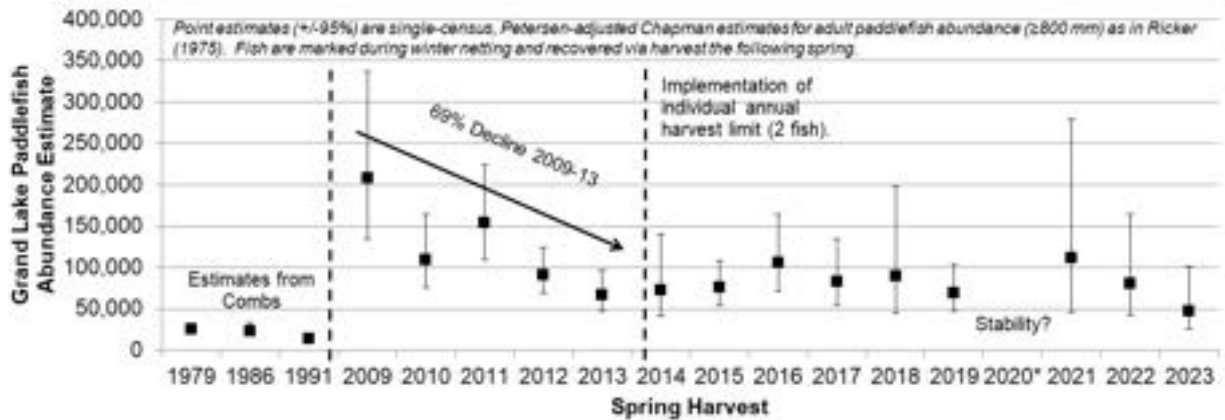 Point estimates (+/-95%) are single-census, Petersen-adjusted Chapman estimates for adult paddlefish abundance (≥800 mm) as in Ricker
(1975). Fish are marked during winter netting and recovered via harvest the following spring.
400,000
350,000
300,000
250,000
200,000
150,000
100,000
50,000
0
Grand Lake Paddlefish
Abundance Estimate
Estimates from
Combs
69% Decline 2009-13
Implementation of
individual annual
harvest limit (2 fish).
Stability?
1979 1986 1991 2009 2010 2011 2012 2013 2014 2015 2016 2017 2018 2019 2020* 2021 2022 2023
Spring Harvest